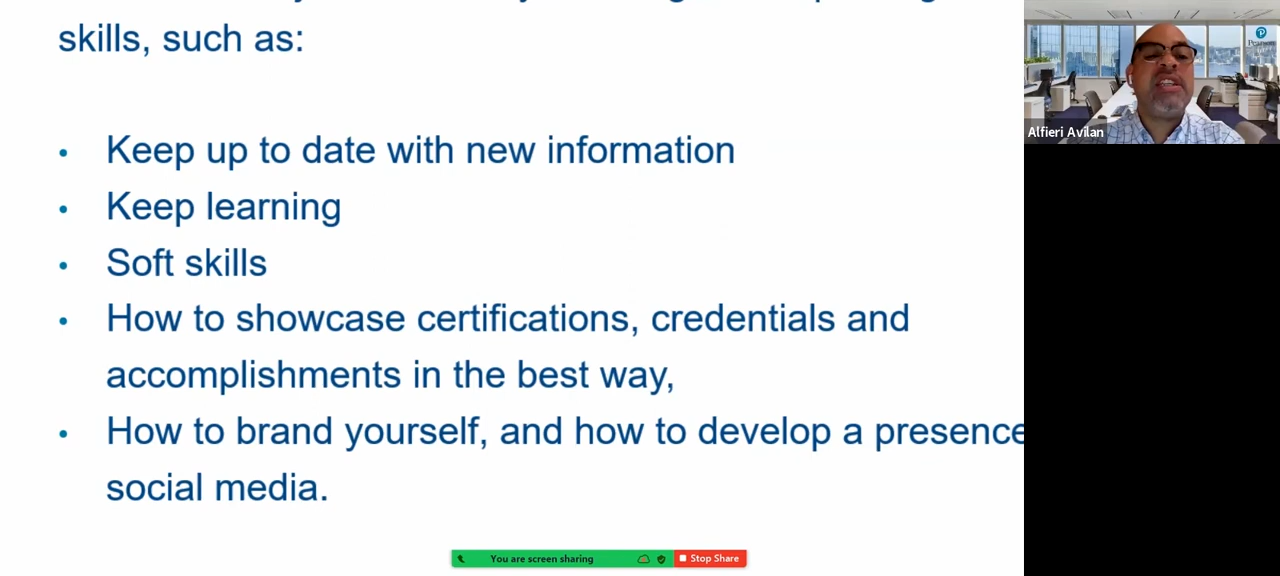 skills, such as:
• Keep up to date with new information
• Keep learning
• Soft skills
• How to showcase certifications, credentials and
accomplishments in the best way,
• How to brand yourself, and how to develop a presence
social media.
Alfieri Avilan
You are screen sharing
Stop Share